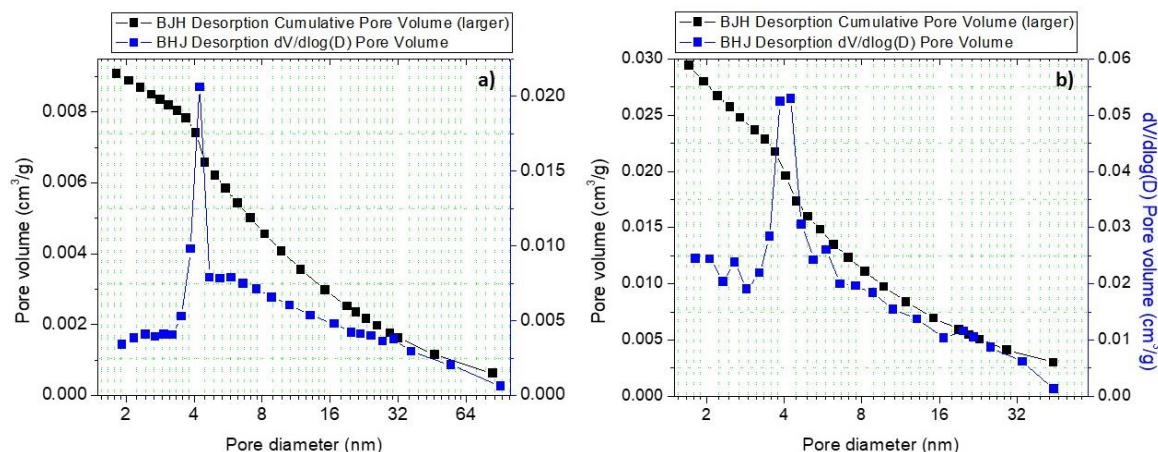 BJH Desorption Cumulative Pore Volume (larger)
BHJ Desorption dV/dlog(D) Pore Volume
a)
0.008
0.006
0.004
0.002
0.000
Pore volume (cm³/g)
0.020
0.015
0.010
0.005
0.000
2 4 8 16 32 64
Pore diameter (nm)
BJH Desorption Cumulative Pore Volume (larger)
BHJ Desorption dV/dlog(D) Pore Volume
b)
0.030
0.025
0.020
0.015
0.010
0.005
0.000
Pore volume (cm³/g)
0.06
0.05
0.04
0.03
0.02
0.01
0.00
dV/dlog(D) Pore Volume (cm³/g)
2 4 8 16 32
Pore diameter (nm)